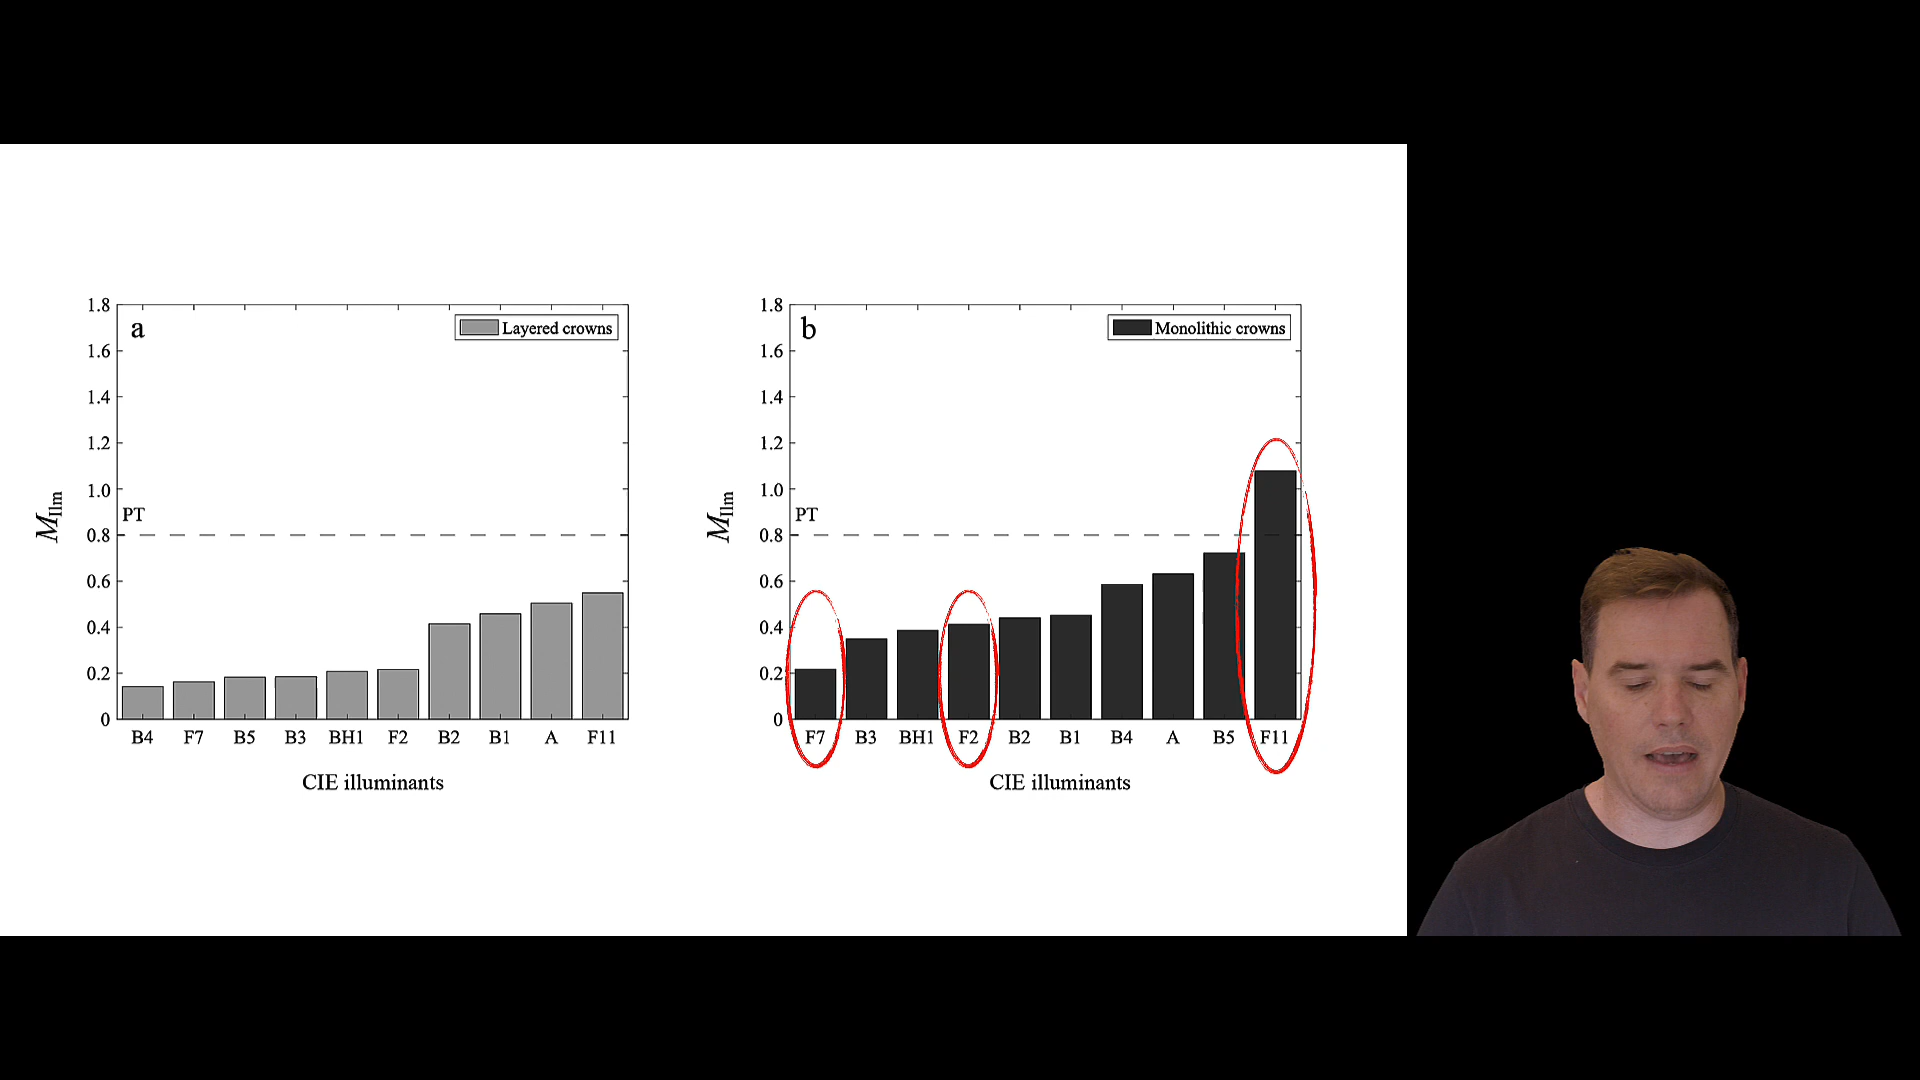 a
Layered crowns
1.8
1.6
1.4
1.2
1.0
0.8
0.6
0.4
0.2
0
PT
MIlm
B4 F7 B5 B3 BH1 F2 B2 B1 A F11
CIE illuminants
b
Monolithic crowns
1.8
1.6
1.4
1.2
1.0
0.8
0.6
0.4
0.2
0
PT
MIlm
F7 B3 BH1 F2 B2 B1 B4 A B5 F11
CIE illuminants